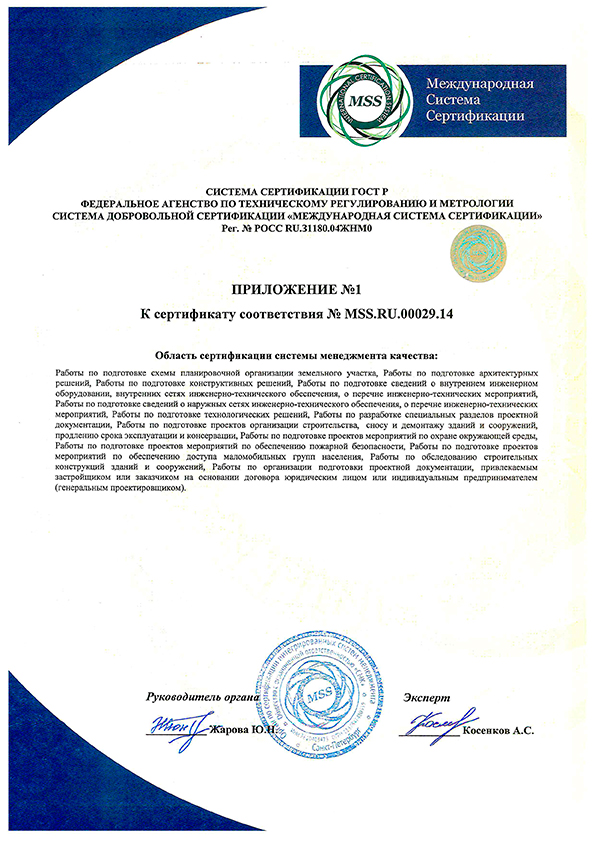 INTERNATIONAL CERTIFICATION SYSTEM
MSS
Международная
Система
Сертификации
СИСТЕМА СЕРТИФИКАЦИИ ГОСТ Р
ФЕДЕРАЛЬНОЕ АГЕНСТВО ПО ТЕХНИЧЕСКОМУ РЕГУЛИРОВАНИЮ И МЕТРОЛОГИИ
СИСТЕМА ДОБРОВОЛЬНОЙ СЕРТИФИКАЦИИ «МЕЖДУНАРОДНАЯ СИСТЕМА СЕРТИФИКАЦИИ»
Рег. № РОСС RU.31180.04ЖНМ0
ПРИЛОЖЕНИЕ №1
К сертификату соответствия № MSS.RU.00029.14
Область сертификации системы менеджмента качества:
Работы по подготовке схемы планировочной организации земельного участка, Работы по подготовке архитектурных
решений, Работы по подготовке конструктивных решений, Работы по подготовке сведений о внутреннем инженерном
оборудовании, внутренних сетях инженерно-технического обеспечения, о перечне инженерно-технических мероприятий,
Работы по подготовке сведений о наружных сетях инженерно-технического обеспечения, о перечне инженерно-технических
мероприятий, Работы по подготовке технологических решений, Работы по разработке специальных разделов проектной
документации, Работы по подготовке проектов организации строительства, сносу и демонтажу зданий и сооружений,
продлению срока эксплуатации и консервации, Работы по подготовке проектов мероприятий по охране окружающей среды,
Работы по подготовке проектов мероприятий по обеспечению пожарной безопасности, Работы по подготовке проектов
мероприятий по обеспечению доступа маломобильных групп населения, Работы по обследованию строительных
конструкций зданий и сооружений, Работы по организации подготовки проектной документации, привлекаемым
застройщиком или заказчиком на основании договора юридическим лицом или индивидуальным предпринимателем
(генеральным проектировщиком).
Руководитель органа
Эксперт
Жарова Ю.Н.
Косенков А.С.
MSS
Санкт-Петербург